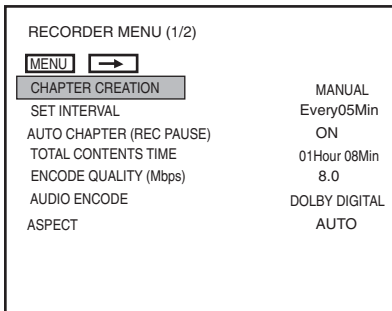 RECORDER MENU (1/2)
MENU →
CHAPTER CREATION MANUAL
SET INTERVAL Every05Min
AUTO CHAPTER (REC PAUSE) ON
TOTAL CONTENTS TIME 01Hour 08Min
ENCODE QUALITY (Mbps) 8.0
AUDIO ENCODE DOLBY DIGITAL
ASPECT AUTO